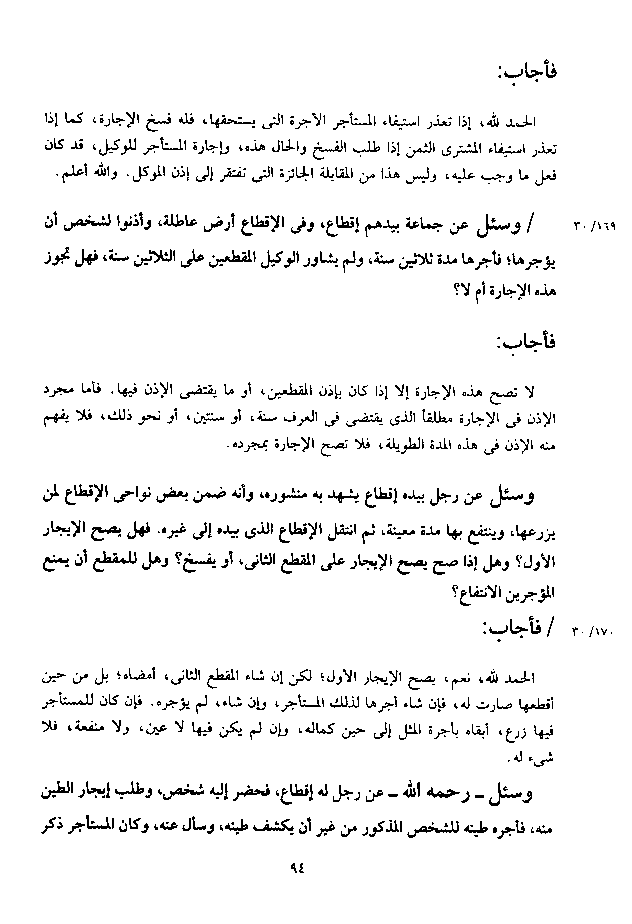 فأجاب:
الحمد لله، إذا تعذر استيفاء المستأجر الأجرة التى يستحقها، فله فسخ الإجارة، كما إذا
تعذر استيفاء المشترى الثمن إذا طلب الفسخ والحال هذه، وإجارة المستأجر للوكيل، قد كان
فعل ما وجب عليه، وليس هذا من المقابلة الجائزة التى تفتقر إلى إذن الموكل. والله أعلم.
/ وسئل عن جماعة بيدهم إقطاع، وفى الإقطاع أرض عاطلة، وأذنوا لشخص أن ٣٠/١٦٩
يؤجرها؛ فأجرها مدة ثلاثين سنة، ولم يشاور الوكيل المقطعين على الثلاثين سنة، فهل تجوز
هذه الإجارة أم لا؟
فأجاب:
لا تصح هذه الإجارة إلا إذا كان بإذن المقطعين، أو ما يقتضى الإذن فيها. فأما مجرد
الإذن فى الإجارة مطلقاً الذى يقتضى فى العرف سنة، أو سنتين، أو نحو ذلك، فلا يفهم
منه الإذن فى هذه المدة الطويلة، فلا تصح الإجارة بمجرده.
وسئل عن رجل بيده إقطاع يشهد به منشوره، وأنه ضمن بعض نواحى الإقطاع لمن
يزرعها، وينتفع بها مدة معينة، ثم انتقل الإقطاع الذى بيده إلى غيره. فهل يصح الإيجار
الأول؟ وهل إذا صح يصح الإيجار على المقطع الثانى، أو يفسخ؟ وهل للمقطع أن يمنع
المؤجرين الانتفاع؟
/ فأجاب: ٣٠/١٧٠
الحمد لله، نعم، يصح الإيجار الأول؛ لكن إن شاء المقطع الثانى، أمضاه؛ بل من حين
أقطعها صارت له، فإن شاء أجرها لذلك المستأجر، وإن شاء، لم يؤجره. فإن كان للمستأجر
فيها زرع، أبقاه بأجرة المثل إلى حين كماله، وإن لم يكن فيها لا عين، ولا منفعة، فلا
شىء له.
وسئل ــ رحمه الله ــ عن رجل له إقطاع، فحضر إليه شخص، وطلب إيجار الطين
منه، فأجره طينه للشخص المذكور من غير أن يكشف طينه، وسأل عنه، وكان المستأجر ذكر
٩٤